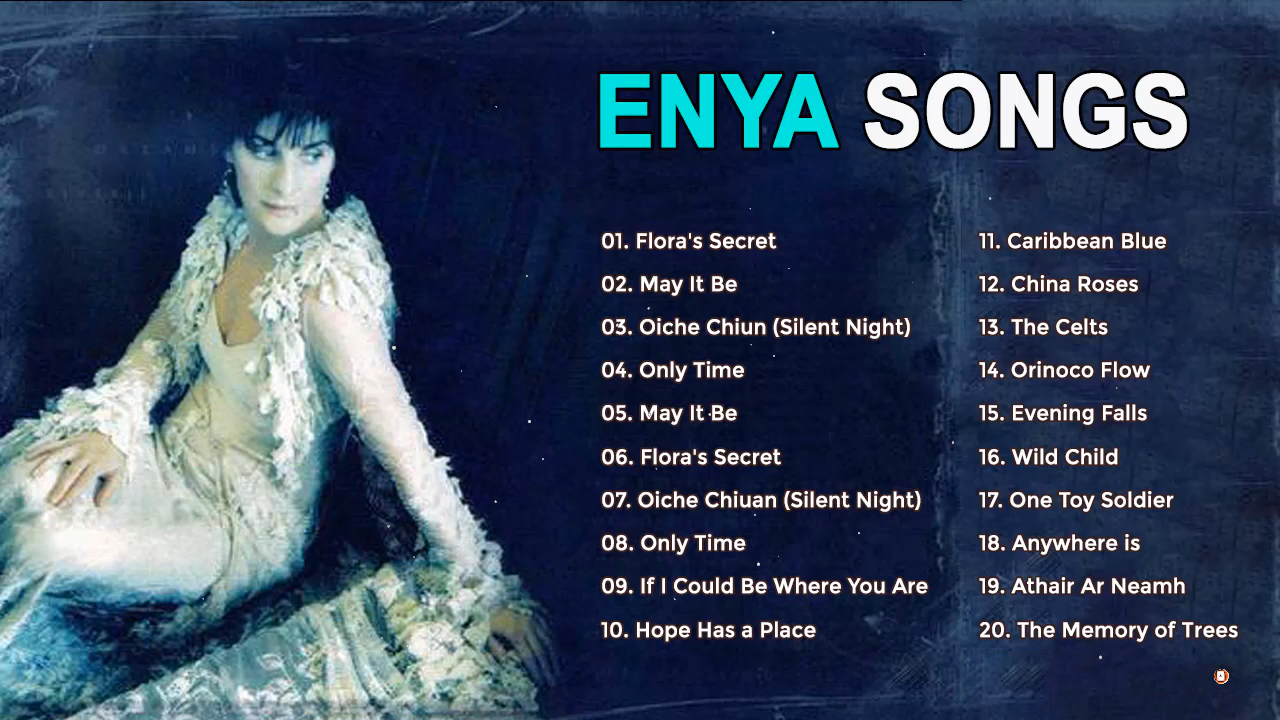 ENYA SONGS
01. Flora's Secret
02. May It Be
03. Oiche Chiun (Silent Night)
04. Only Time
05. May It Be
06. Flora's Secret
07. Oiche Chiuan (Silent Night)
08. Only Time
09. If I Could Be Where You Are
10. Hope Has a Place
11. Caribbean Blue
12. China Roses
13. The Celts
14. Orinoco Flow
15. Evening Falls
16. Wild Child
17. One Toy Soldier
18. Anywhere is
19. Athair Ar Neamh
20. The Memory of Trees